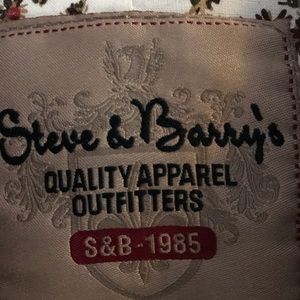 Steve & Barry's
QUALITY APPAREL
OUTFITTERS
S&B-1985